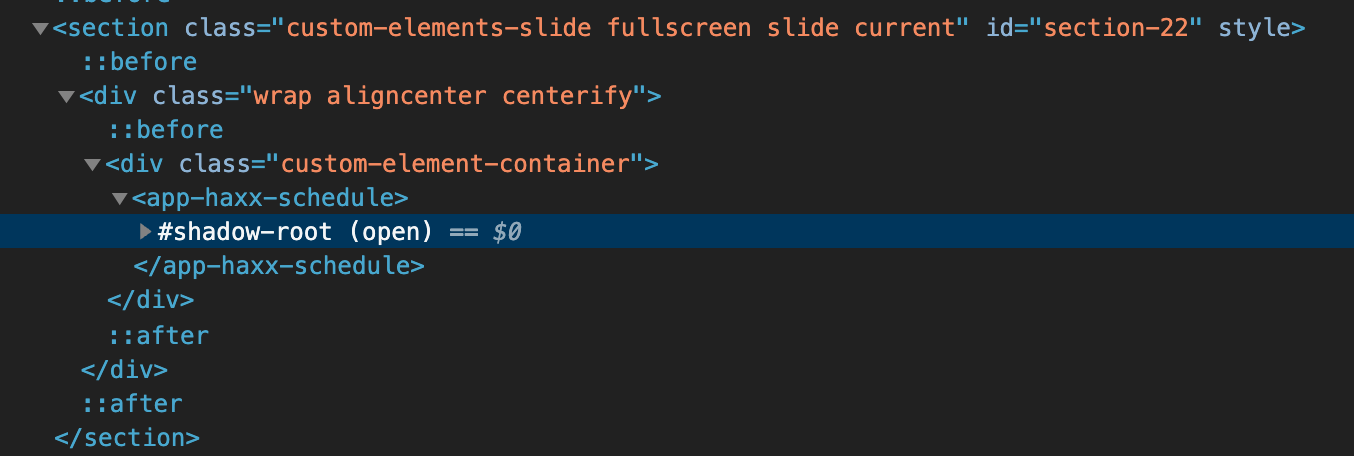 ::before
<section class="custom-elements-slide fullscreen slide current" id="section-22" style>
::before
<div class="wrap aligncenter centerify">
::before
<div class="custom-element-container">
<app-haxx-schedule>
#shadow-root (open) == $0
</app-haxx-schedule>
</div>
::after
</div>
::after
</section>